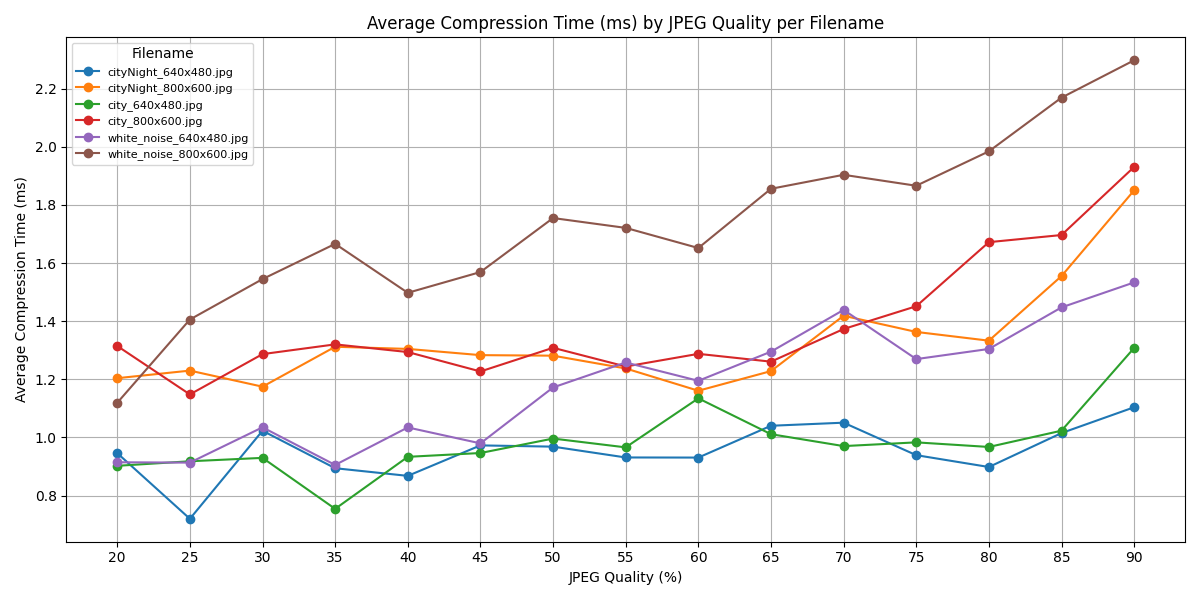 Average Compression Time (ms) by JPEG Quality per Filename
Filename
cityNight_640x480.jpg
cityNight_800x600.jpg
city_640x480.jpg
city_800x600.jpg
white_noise_640x480.jpg
white_noise_800x600.jpg
Average Compression Time (ms)
2.2
2.0
1.8
1.6
1.4
1.2
1.0
0.8
20 25 30 35 40 45 50 55 60 65 70 75 80 85 90
JPEG Quality (%)